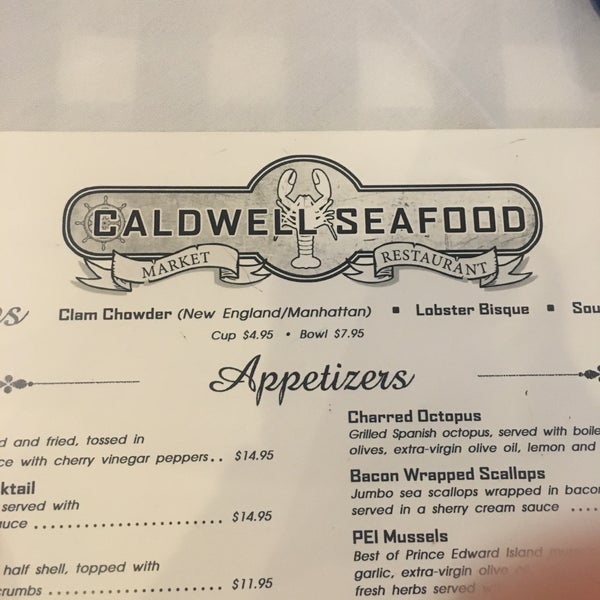 CALDWELL SEAFOOD
MARKET RESTAURANT
Clam Chowder (New England/Manhattan) ▪ Lobster Bisque ▪ Sou
Cup $4.95 • Bowl $7.95
Appetizers
d and fried, tossed in
ce with cherry vinegar peppers.. $14.95
ktail
served with
auce ........................ $14.95
half shell, topped with
crumbs ........................ $11.95
Charred Octopus
Grilled Spanish octopus, served with boile
olives, extra-virgin olive oil, lemon and
Bacon Wrapped Scallops
Jumbo sea scallops wrapped in bacon
served in a sherry cream sauce ....
PEI Mussels
Best of Prince Edward Island
garlic, extra-virgin olive oil
fresh herbs served